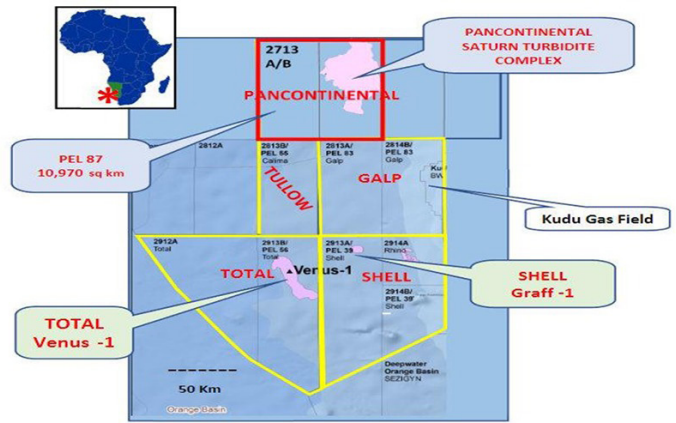 PANCONTINENTAL
SATURN TURBIDITE
COMPLEX
2713
A/B
PANCONTINENTAL
PEL 87
10,970 sq km
2812A
2813B/
PEL 56
Calima
2813A/
PEL 83
Galp
2814B/
PEL 83
Galp
TULLOW
GALP
Kudu Gas Field
2912A
Total
2913B/
PEL 56
Total
2913A/
PEL 39
Shell
2914A
Rhino
TOTAL
Venus-1
SHELL
SHELL
Graff -1
2914B/
PEL 39
Shell
TOTAL
Venus -1
50 Km
Deepwater
Orange Basin
SEZIGYN
Orange Basin